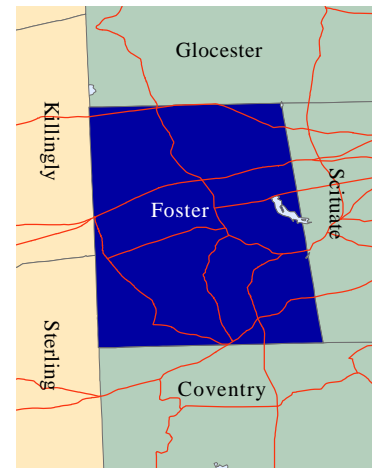 Glocester
Killingly
Foster
Scituate
Sterling
Coventry